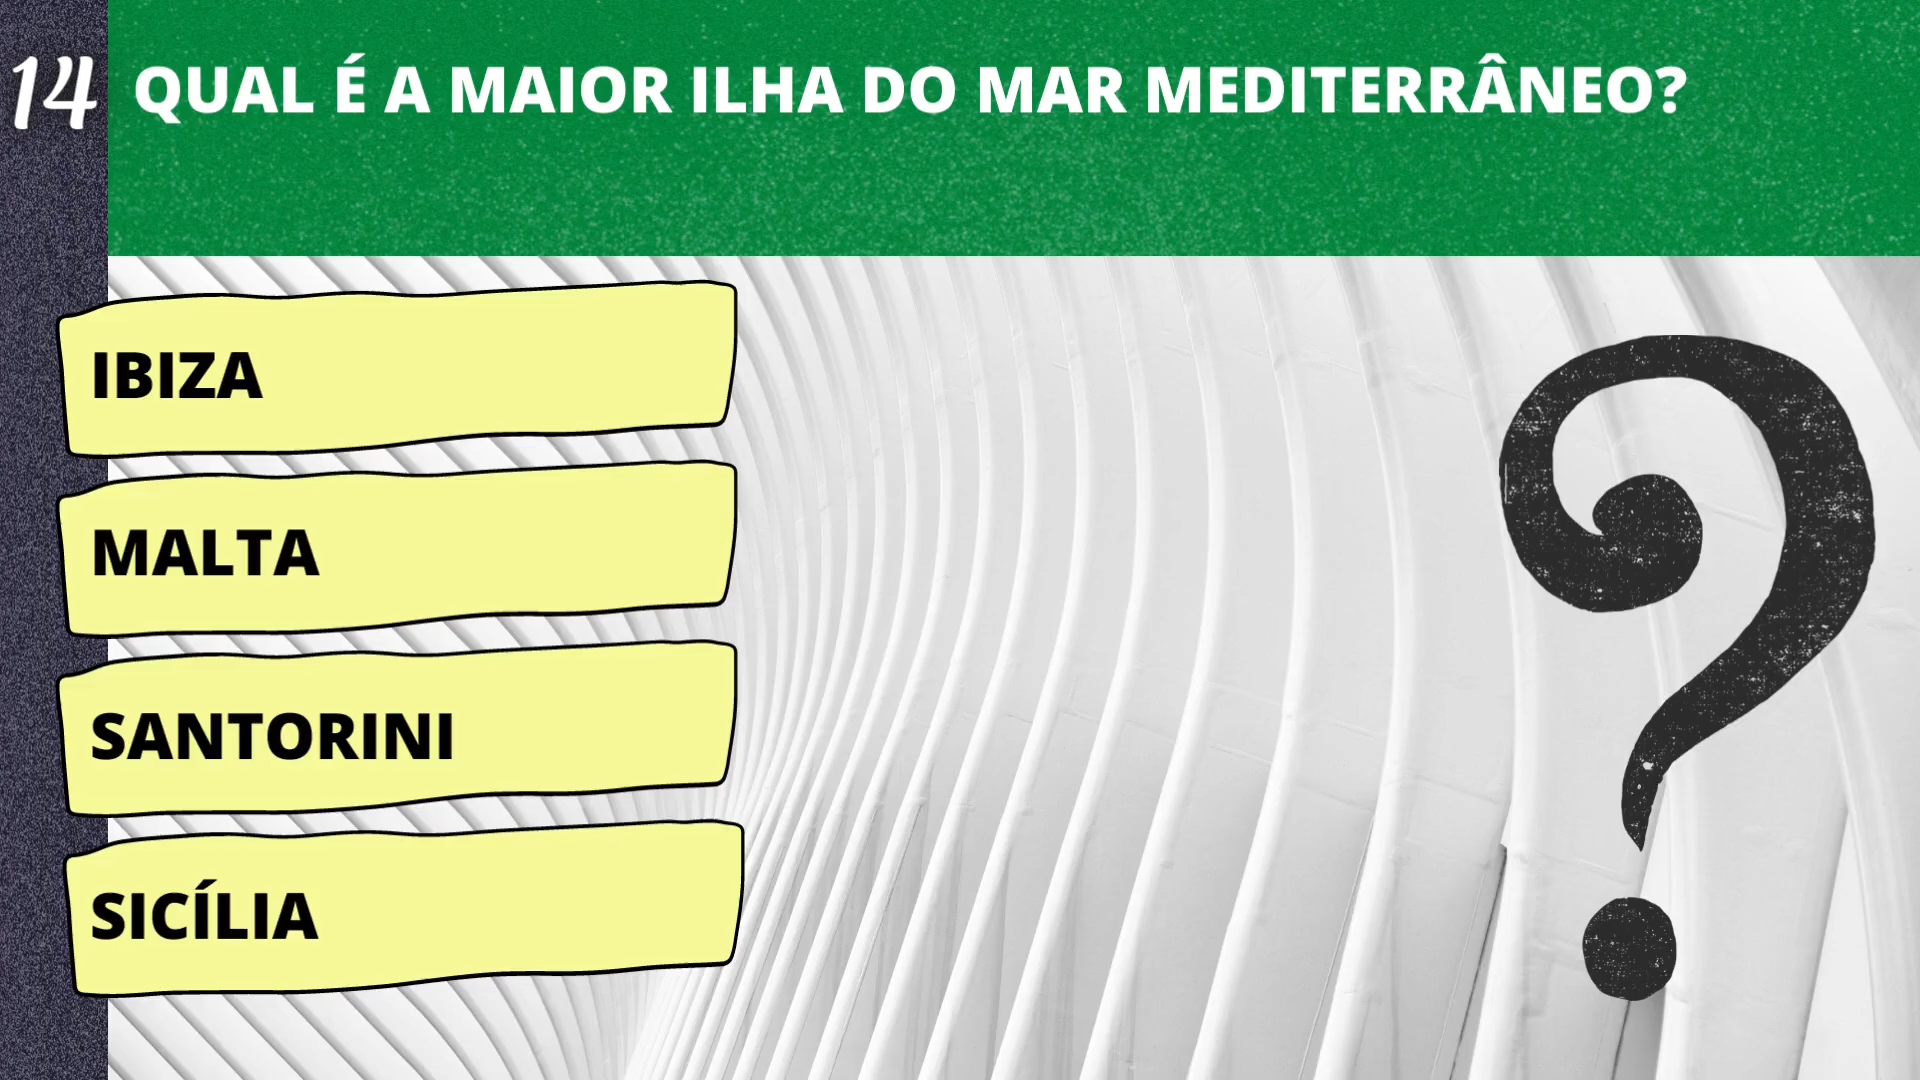 14 QUAL É A MAIOR ILHA DO MAR MEDITERRÂNEO?
IBIZA
MALTA
SANTORINI
SICÍLIA
?